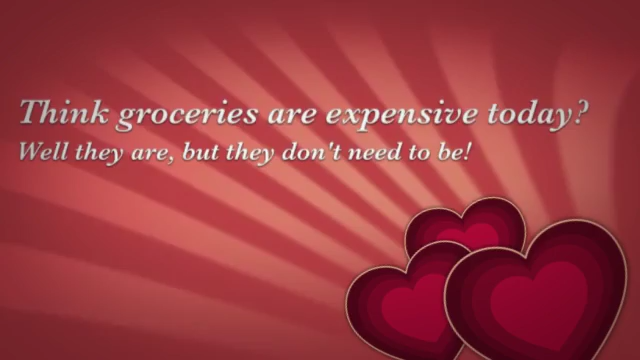 Think groceries are expensive today?
Well they are, but they don't need to be!